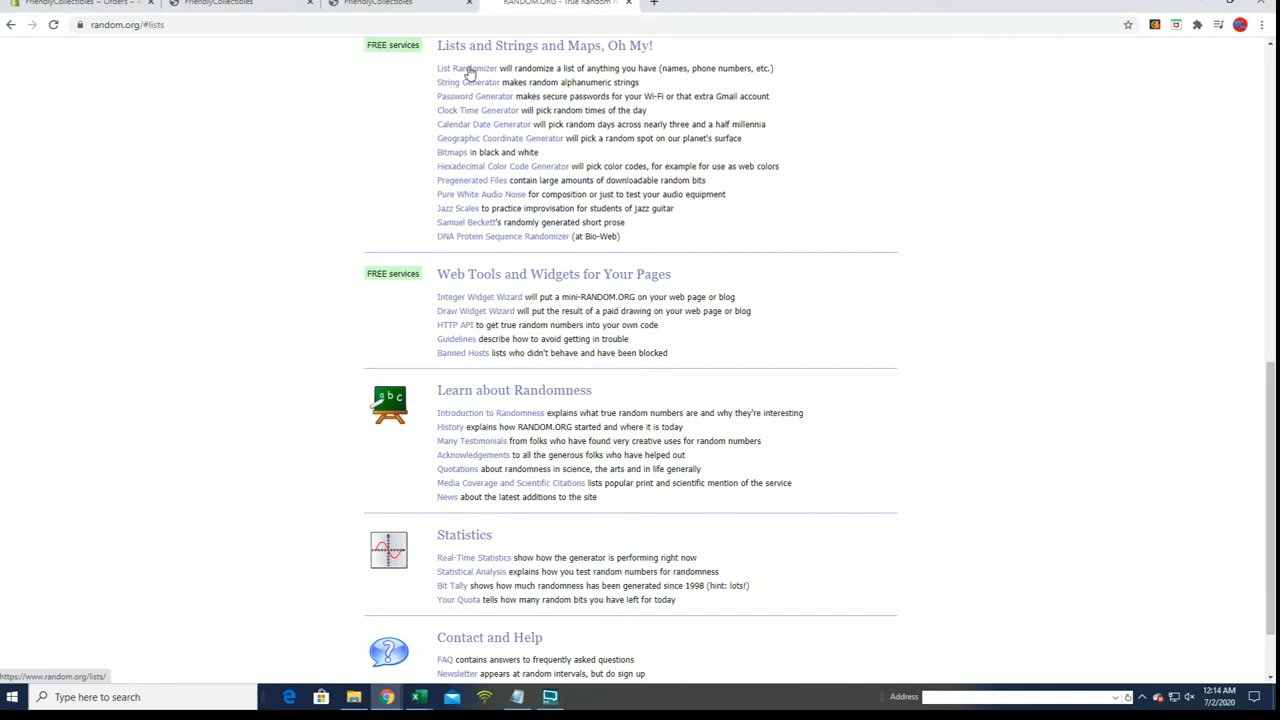 FriendlyCollectibles ~ Orders ~
FriendlyCollectibles
FriendlyCollectibles
RANDOM.ORG - True Random
random.org/#lists
FREE services
Lists and Strings and Maps, Oh My!
List Randomizer will randomize a list of anything you have (names, phone numbers, etc.)
String Generator makes random alphanumeric strings
Password Generator makes secure passwords for your Wi-Fi or that extra Gmail account
Clock Time Generator will pick random times of the day
Calendar Date Generator will pick random days across nearly three and a half millennia
Geographic Coordinate Generator will pick a random spot on our planet's surface
Bitmaps in black and white
Hexadecimal Color Code Generator will pick color codes, for example for use as web colors
Pregenerated Files contain large amounts of downloadable random bits
Pure White Audio Noise for composition or just to test your audio equipment
Jazz Scales to practice improvisation for students of jazz guitar
Samuel Beckett's randomly generated short prose
DNA Protein Sequence Randomizer (at Bio-Web)
FREE services
Web Tools and Widgets for Your Pages
Integer Widget Wizard will put a mini-RANDOM.ORG on your web page or blog
Draw Widget Wizard will put the result of a paid drawing on your web page or blog
HTTP API to get true random numbers into your own code
Guidelines describe how to avoid getting in trouble
Banned Hosts lists who didn't behave and have been blocked
abc
Learn about Randomness
Introduction to Randomness explains what true random numbers are and why they're interesting
History explains how RANDOM.ORG started and where it is today
Many Testimonials from folks who have found very creative uses for random numbers
Acknowledgements to all the generous folks who have helped out
Quotations about randomness in science, the arts and in life generally
Media Coverage and Scientific Citations lists popular print and scientific mention of the service
News about the latest additions to the site
Statistics
Real-Time Statistics show how the generator is performing right now
Statistical Analysis explains how you test random numbers for randomness
Bit Tally shows how much randomness has been generated since 1998 (hint: lots!)
Your Quota tells how many random bits you have left for today
Contact and Help
FAQ contains answers to frequently asked questions
Newsletter appears at random intervals, but do sign up
https://www.random.org/lists/
Type here to search
Address
12:14 AM
7/2/2020